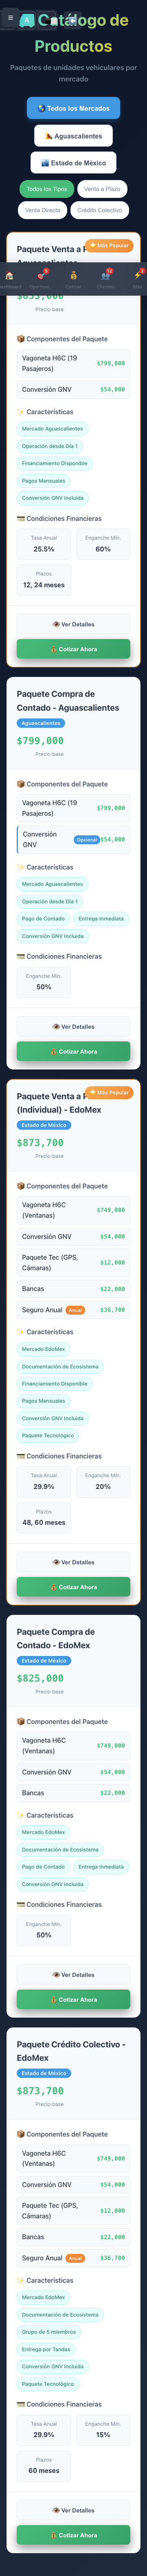 Catálogo de
Productos
Paquetes de unidades vehiculares por
mercado
Todos los Mercados
Aguascalientes
Estado de México
Todos los Tipos
Venta a Plazo
Venta Directa
Crédito Colectivo
Más Popular
Paquete Venta a
5
12
2
Cotizar
Más
Precio base
Componentes del Paquete
Vagoneta H6C (19
Pasajeros)
$799,000
Conversión GNV
$54,000
Características
Mercado Aguascalientes
Operación desde Día 1
Financiamiento Disponible
Pagos Mensuales
Conversión GNV Incluida
Condiciones Financieras
Tasa Anual
25.5%
Enganche Mín.
60%
Plazos
12, 24 meses
Ver Detalles
Cotizar Ahora
Paquete Compra de
Contado - Aguascalientes
Aguascalientes
$799,000
Precio base
Componentes del Paquete
Vagoneta H6C (19
Pasajeros)
$799,000
Conversión
GNV
Opcional
$54,000
Características
Mercado Aguascalientes
Operación desde Día 1
Pago de Contado
Entrega Inmediata
Conversión GNV Incluida
Condiciones Financieras
Enganche Mín.
50%
Ver Detalles
Cotizar Ahora
Más Popular
Paquete Venta a
(Individual) - EdoMex
Estado de México
$873,700
Precio base
Componentes del Paquete
Vagoneta H6C
(Ventanas)
$749,000
Conversión GNV
$54,000
Paquete Tec (GPS,
Cámaras)
$12,000
Bancas
$22,000
Seguro Anual
Anual
$36,700
Características
Mercado EdoMex
Documentación de Ecosistema
Financiamiento Disponible
Pagos Mensuales
Conversión GNV Incluida
Paquete Tecnológico
Condiciones Financieras
Tasa Anual
29.9%
Enganche Mín.
20%
Plazos
48, 60 meses
Ver Detalles
Cotizar Ahora
Paquete Compra de
Contado - EdoMex
Estado de México
$825,000
Precio base
Componentes del Paquete
Vagoneta H6C
(Ventanas)
$749,000
Conversión GNV
$54,000
Bancas
$22,000
Características
Mercado EdoMex
Documentación de Ecosistema
Pago de Contado
Entrega Inmediata
Conversión GNV Incluida
Condiciones Financieras
Enganche Mín.
50%
Ver Detalles
Cotizar Ahora
Paquete Crédito Colectivo -
EdoMex
Estado de México
$873,700
Precio base
Componentes del Paquete
Vagoneta H6C
(Ventanas)
$749,000
Conversión GNV
$54,000
Paquete Tec (GPS,
Cámaras)
$12,000
Bancas
$22,000
Seguro Anual
Anual
$36,700
Características
Mercado EdoMex
Documentación de Ecosistema
Grupo de 5 miembros
Entrega por Tandas
Conversión GNV Incluida
Paquete Tecnológico
Condiciones Financieras
Tasa Anual
29.9%
Enganche Mín.
15%
Plazos
60 meses
Ver Detalles
Cotizar Ahora